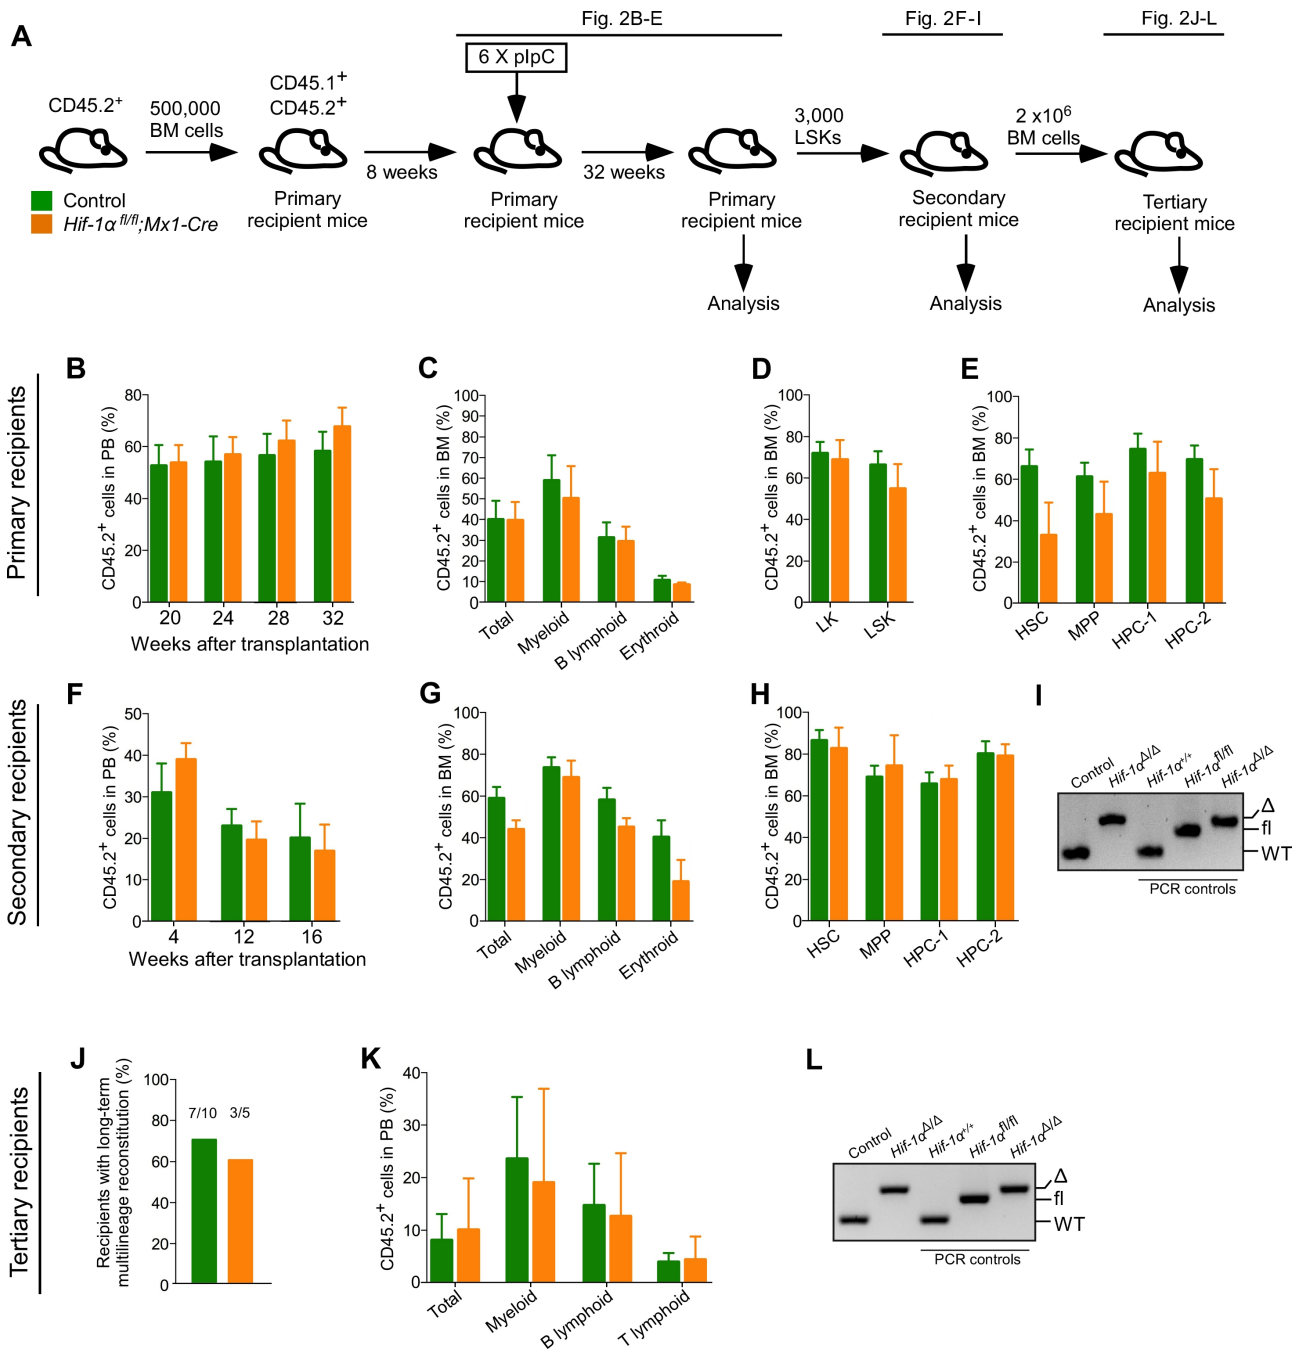 A
Fig. 2B-E
Fig. 2F-I
Fig. 2J-L
6 X pIpC
CD45.2+
500,000
BM cells
CD45.1+
CD45.2+
8 weeks
32 weeks
3,000
LSKs
2 x10⁶
BM cells
Control
Hif-1α fl/fl;Mx1-Cre
Primary
recipient mice
Primary
recipient mice
Primary
recipient mice
Secondary
recipient mice
Tertiary
recipient mice
Analysis
Analysis
Analysis
Primary recipients
B
CD45.2+ cells in PB (%)
80
60
40
20
0
20 24 28 32
Weeks after transplantation
C
CD45.2+ cells in BM (%)
100
90
80
70
60
50
40
30
20
10
0
Total Myeloid B lymphoid Erythroid
D
CD45.2+ cells in BM (%)
100
80
60
40
20
0
LK LSK
E
CD45.2+ cells in BM (%)
100
80
60
40
20
0
HSC MPP HPC-1 HPC-2
Secondary recipients
F
CD45.2+ cells in PB (%)
50
40
30
20
10
0
4 12 16
Weeks after transplantation
G
CD45.2+ cells in BM (%)
100
80
60
40
20
0
Total Myeloid B lymphoid Erythroid
H
CD45.2+ cells in BM (%)
100
80
60
40
20
0
HSC MPP HPC-1 HPC-2
I
Control Hif-1αΔ/Δ Hif-1α+/+ Hif-1αfl/fl Hif-1αΔ/Δ
Δ
fl
WT
PCR controls
Tertiary recipients
J
Recipients with long-term
multilineage reconstitution (%)
100
80
60
40
20
0
7/10 3/5
K
CD45.2+ cells in PB (%)
40
30
20
10
0
Total Myeloid B lymphoid T lymphoid
L
Control Hif-1αΔ/Δ Hif-1α+/+ Hif-1αfl/fl Hif-1αΔ/Δ
Δ
fl
WT
PCR controls